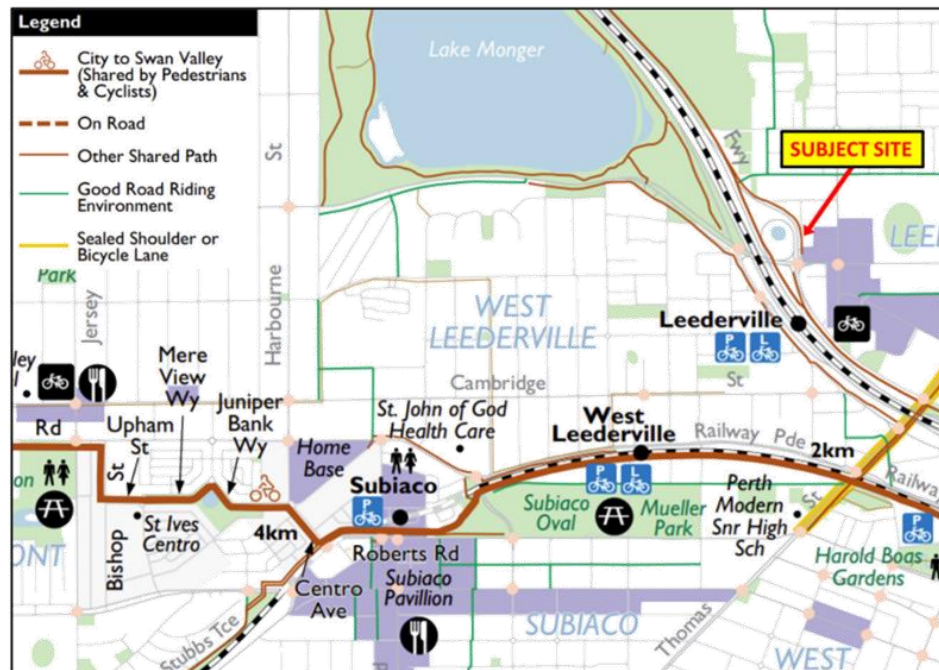 Legend
City to Swan Valley
(Shared by Pedestrians
& Cyclists)
On Road
Other Shared Path
Good Road Riding
Environment
Sealed Shoulder or
Bicycle Lane
Lake Monger
Fwy
SUBJECT SITE
St
Harbourne
Park
Jersey
WEST
LEEDERVILLE
LEE
Leederville
P
L
Mere
View
Wy
Juniper
Bank
Wy
Upham
St
Rd
Cambridge
St
St. John of God
Health Care
West
Leederville
Railway Pde
2km
Home
Base
Subiaco
P
P
L
Subiaco
Oval
Mueller
Park
Perth
Modern
Snr High
Sch
St
Railwa
P
St
Bishop
St Ives
Centro
4km
Roberts Rd
Centro
Ave
Subiaco
Pavillion
Harold Boas
Gardens
ONT
Stubbs Tce
SUBIACO
Thomas
WEST